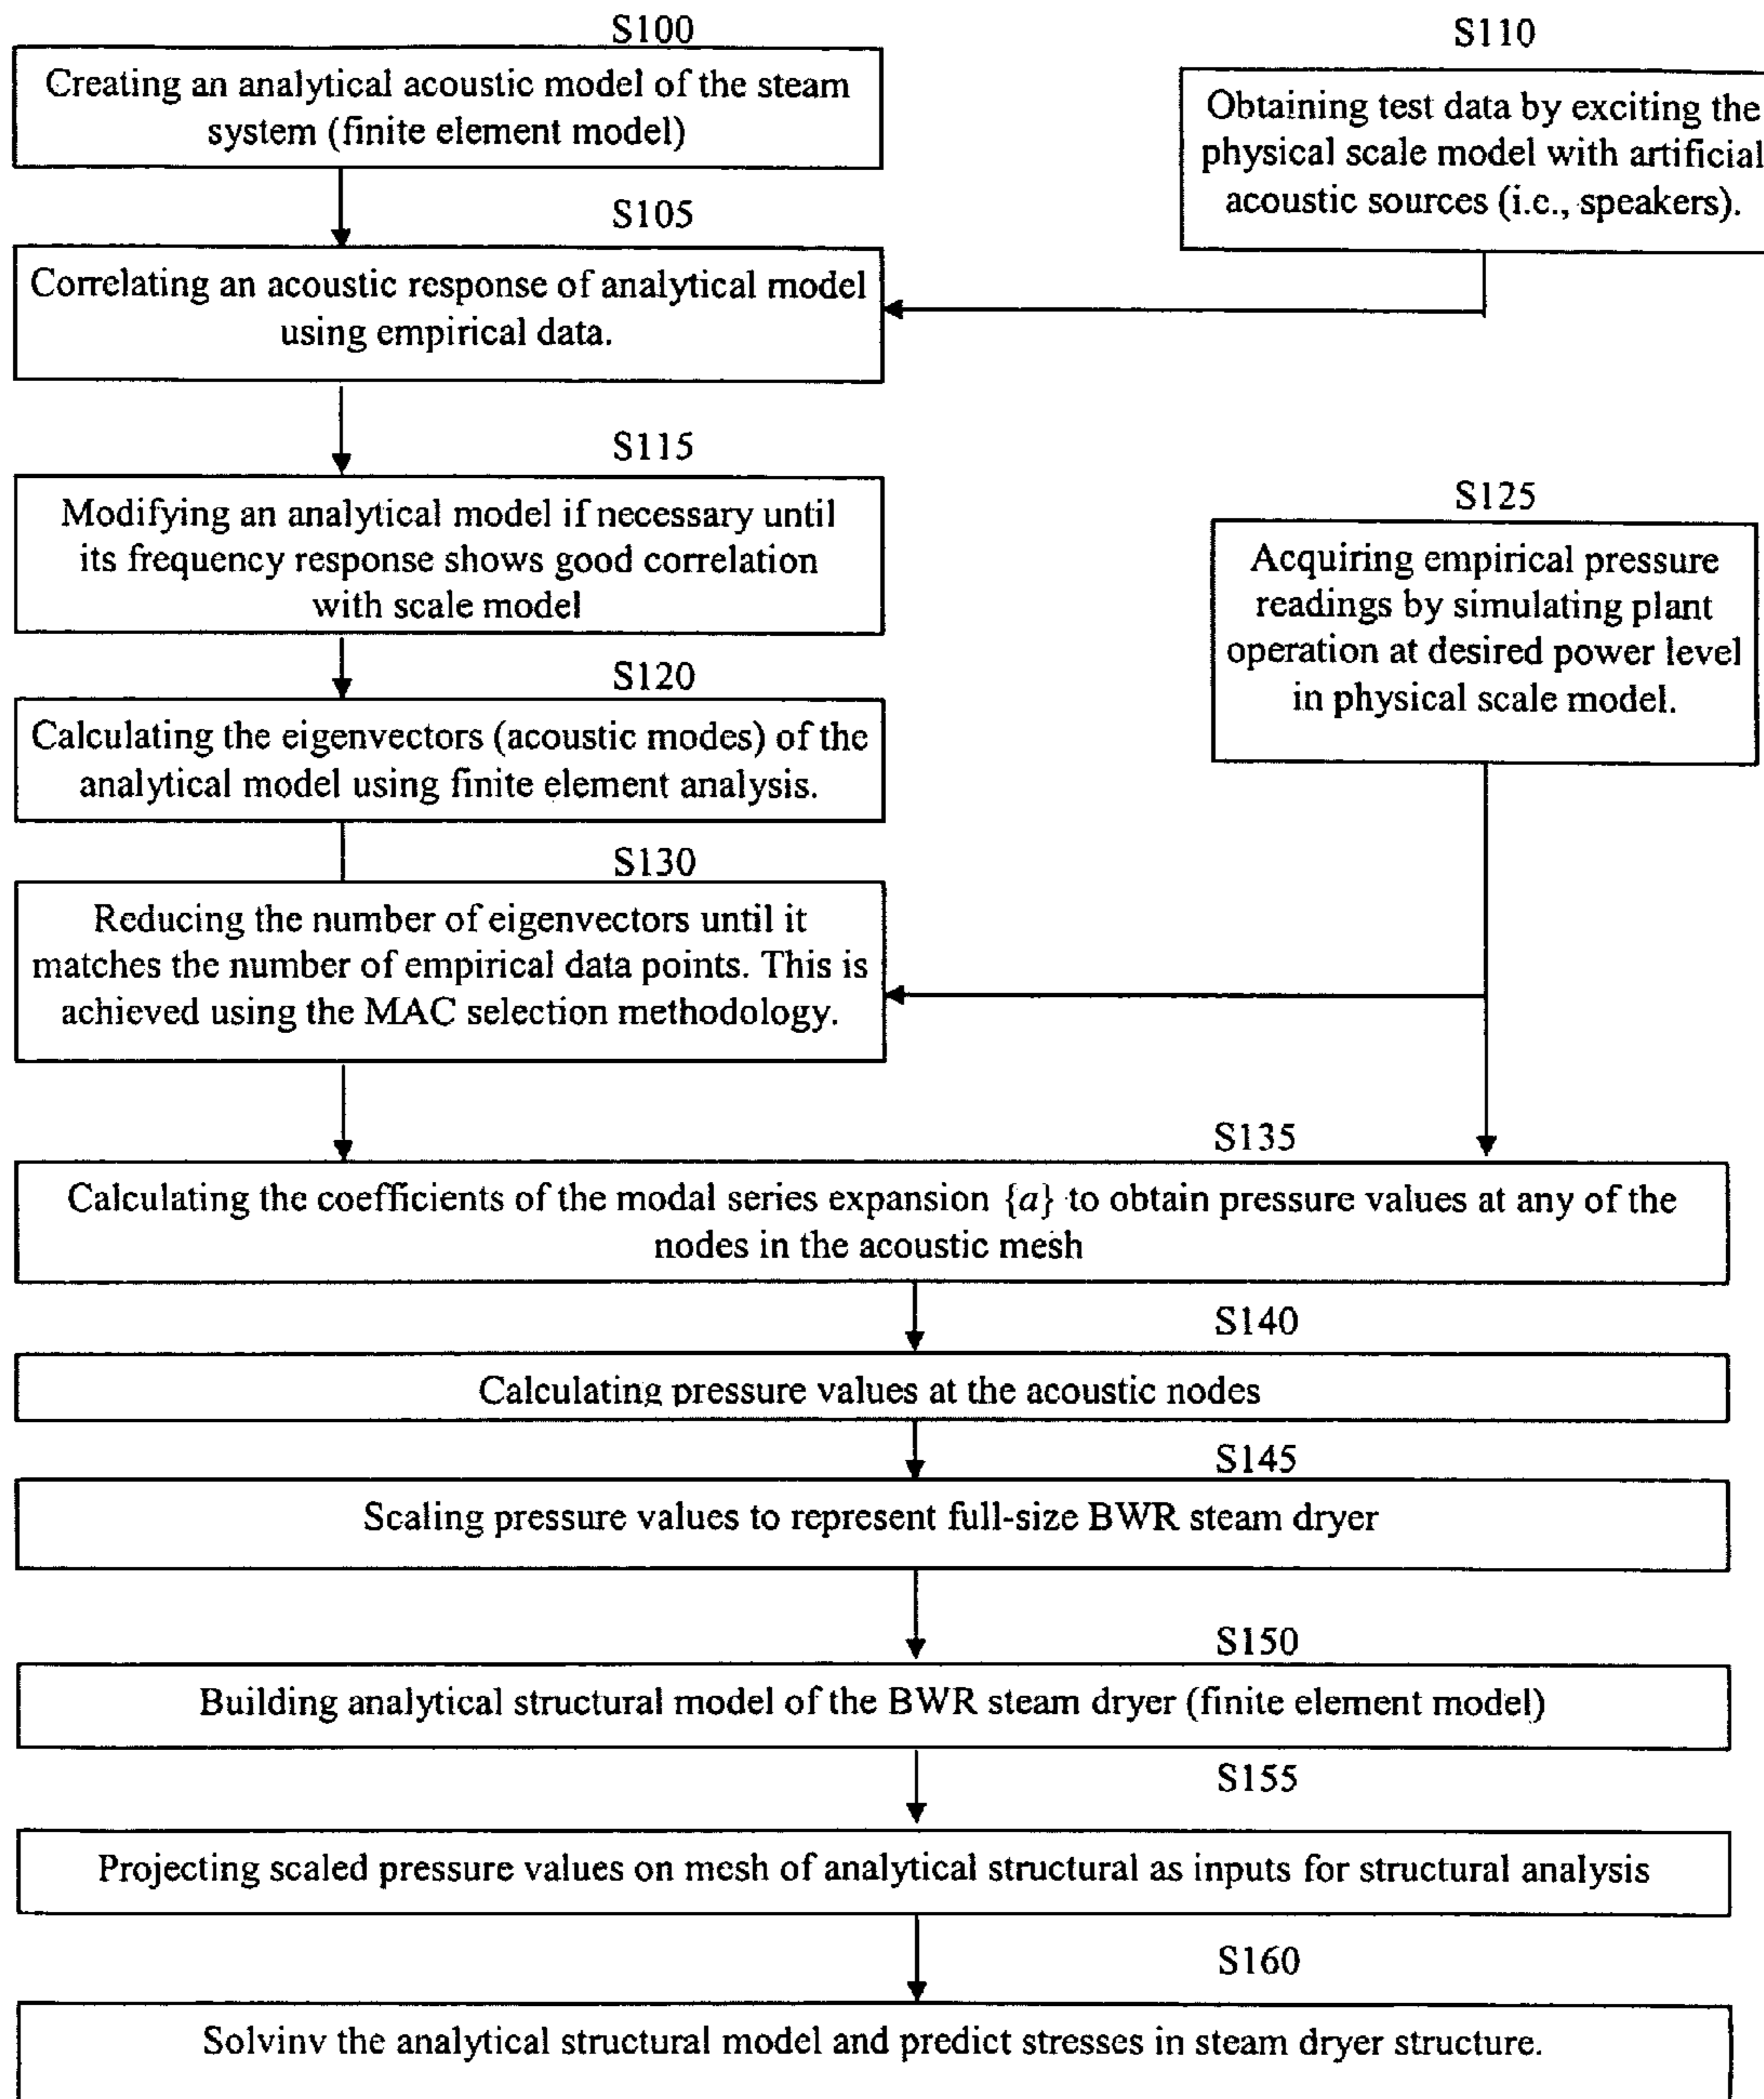 S100
Creating an analytical acoustic model of the steam
system (finite element model)
S110
Obtaining test data by exciting the
physical scale model with artificial
acoustic sources (i.e., speakers).
S105
Correlating an acoustic response of analytical model
using empirical data.
S115
Modifying an analytical model if necessary until
its frequency response shows good correlation
with scale model
S125
Acquiring empirical pressure
readings by simulating plant
operation at desired power level
in physical scale model.
S120
Calculating the eigenvectors (acoustic modes) of the
analytical model using finite element analysis.
S130
Reducing the number of eigenvectors until it
matches the number of empirical data points. This is
achieved using the MAC selection methodology.
S135
Calculating the coefficients of the modal series expansion {a} to obtain pressure values at any of the
nodes in the acoustic mesh
S140
Calculating pressure values at the acoustic nodes
S145
Scaling pressure values to represent full-size BWR steam dryer
S150
Building analytical structural model of the BWR steam dryer (finite element model)
S155
Projecting scaled pressure values on mesh of analytical structural as inputs for structural analysis
S160
Solvinv the analytical structural model and predict stresses in steam dryer structure.